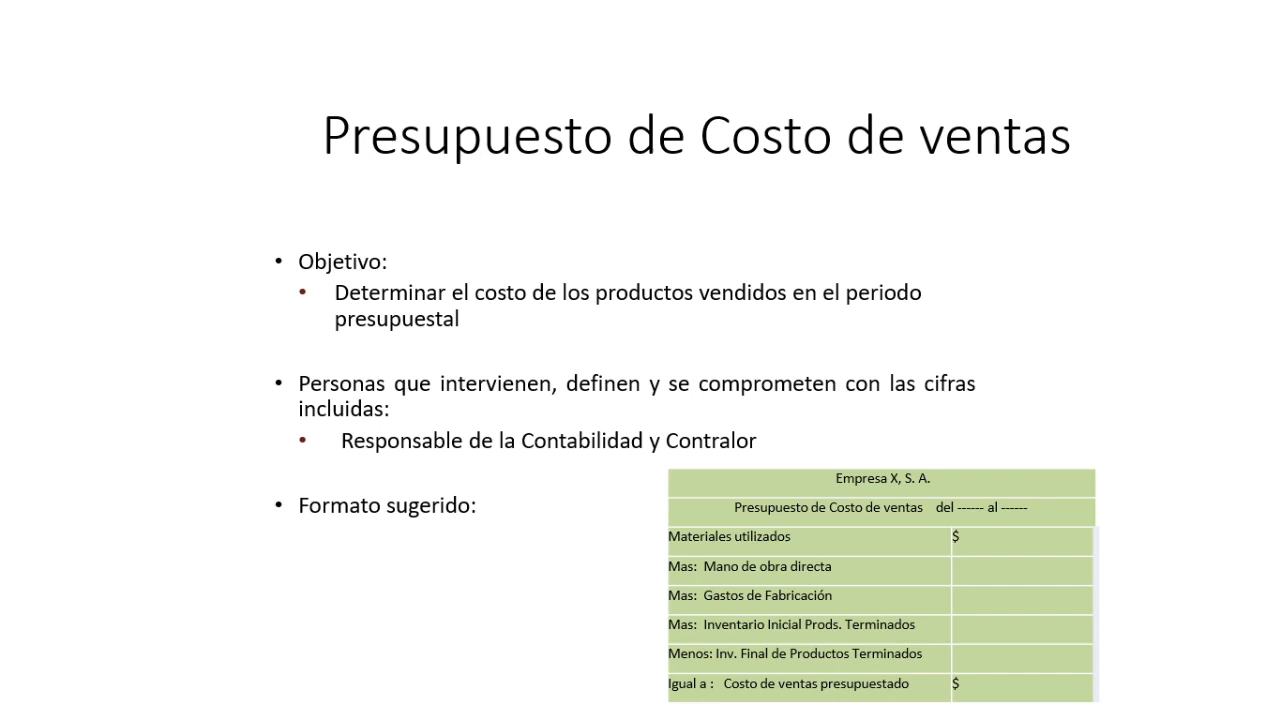 Presupuesto de Costo de ventas
• Objetivo:
• Determinar el costo de los productos vendidos en el periodo
presupuestal
• Personas que intervienen, definen y se comprometen con las cifras
incluidas:
• Responsable de la Contabilidad y Contralor
• Formato sugerido:
Empresa X, S. A.
Presupuesto de Costo de ventas del ------ al ------
Materiales utilizados $
Mas: Mano de obra directa
Mas: Gastos de Fabricación
Mas: Inventario Inicial Prods. Terminados
Menos: Inv. Final de Productos Terminados
Igual a : Costo de ventas presupuestado $